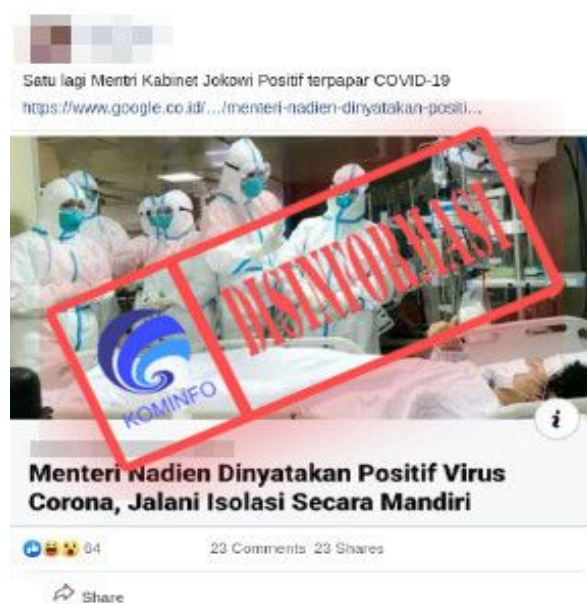 Satu lagi Mentri Kabinet Jokowi Positif terpapar COVID-19
https://www.google.co.id/.../menteri-nadien-dinyatakan-positi...
DISINFORMASI
KOMINFO
i
Menteri Nadien Dinyatakan Positif Virus
Corona, Jalani Isolasi Secara Mandiri
64 23 Comments 23 Shares
Share